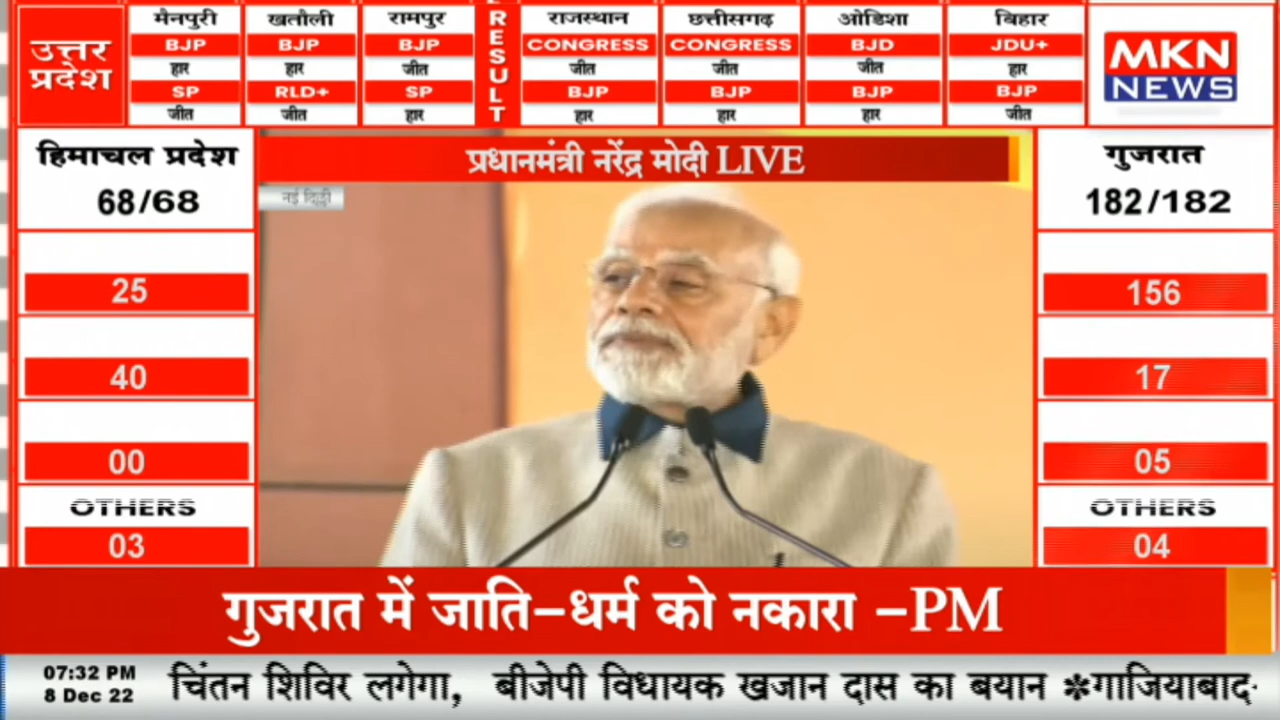 उत्तर
प्रदेश
मैनपुरी
BJP
हार
SP
जीत
खतौली
BJP
हार
RLD+
जीत
रामपुर
BJP
जीत
SP
हार
RESULT
राजस्थान
CONGRESS
जीत
BJP
हार
छत्तीसगढ़
CONGRESS
जीत
BJP
हार
ओडिशा
BJD
जीत
BJP
हार
बिहार
JDU+
हार
BJP
जीत
MKN
NEWS
हिमाचल प्रदेश
68/68
25
40
00
OTHERS
03
प्रधानमंत्री नरेंद्र मोदी LIVE
नई दिल्ली
गुजरात
182/182
156
17
05
OTHERS
04
गुजरात में जाति-धर्म को नकारा -PM
07:32 PM
8 Dec 22
चिंतन शिविर लगेगा, बीजेपी विधायक खजान दास का बयान *गाजियाबाद-